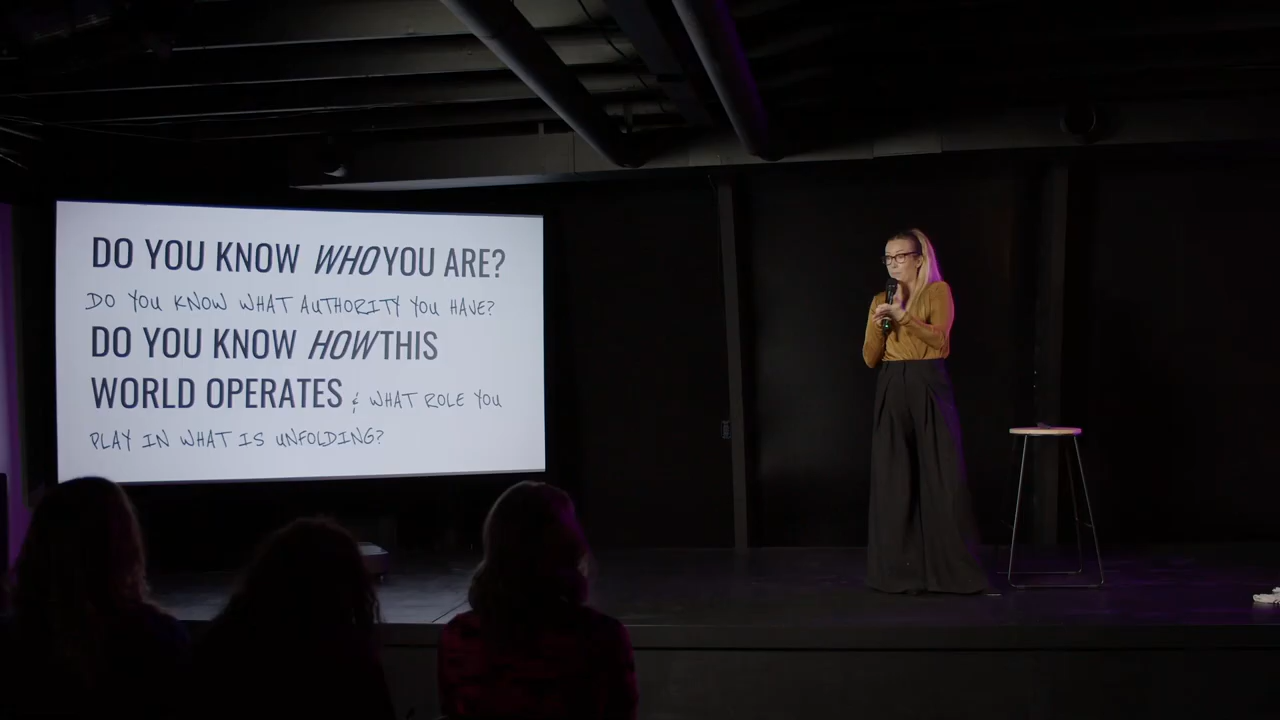 DO YOU KNOW WHO YOU ARE?
DO YOU KNOW WHAT AUTHORITY YOU HAVE?
DO YOU KNOW HOW THIS
WORLD OPERATES & WHAT ROLE YOU
PLAY IN WHAT IS UNFOLDING?